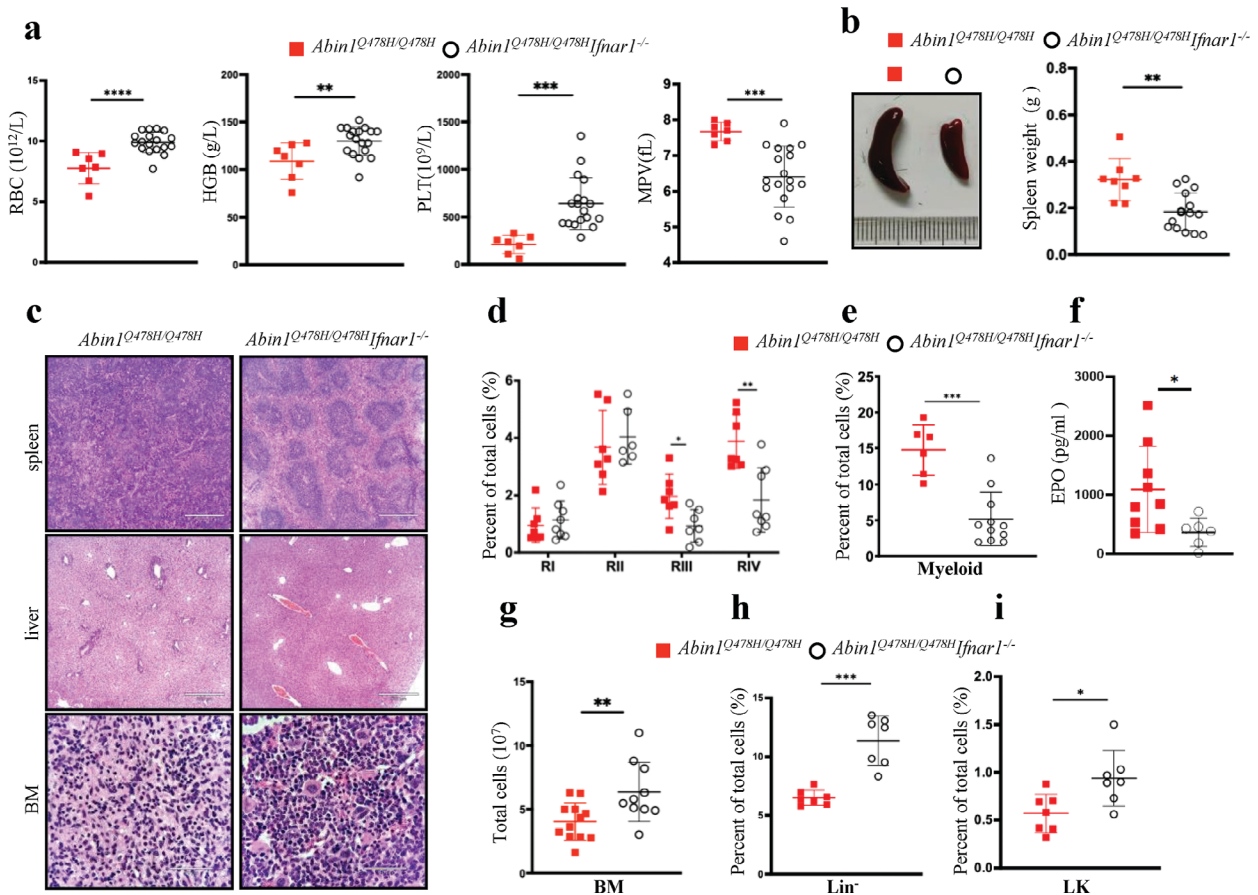 a
Abin1Q478H/Q478H Abin1Q478H/Q478HIfnar1-/-
RBC (10¹²/L)
15
10
5
0
****
HGB (g/L)
200
150
100
50
0
**
PLT(10⁹/L)
2000
1500
1000
500
0
***
MPV(fL)
9
8
7
6
5
4
***
b
Abin1Q478H/Q478H Abin1Q478H/Q478HIfnar1-/-
Spleen weight (g)
0.8
0.6
0.4
0.2
0.0
**
c
Abin1Q478H/Q478H Abin1Q478H/Q478HIfnar1-/-
spleen
liver
BM
d
Abin1Q478H/Q478H Abin1Q478H/Q478HIfnar1-/-
Percent of total cells (%)
6
4
2
0
*
**
RI RII RIII RIV
e
Percent of total cells (%)
25
20
15
10
5
0
***
Myeloid
f
EPO (pg/ml)
3000
2000
1000
0
*
g
Abin1Q478H/Q478H Abin1Q478H/Q478HIfnar1-/-
Total cells (10⁷)
15
10
5
0
**
BM
h
Percent of total cells (%)
15
10
5
0
***
Lin-
i
Percent of total cells (%)
2.0
1.5
1.0
0.5
0.0
*
LK